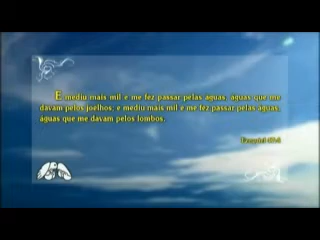 E mediu mais mil e me fez passar pelas águas, águas que me
davam pelos joelhos; e mediu mais mil e me fez passar pelas águas,
águas que me davam pelos lombos.
Ezequiel